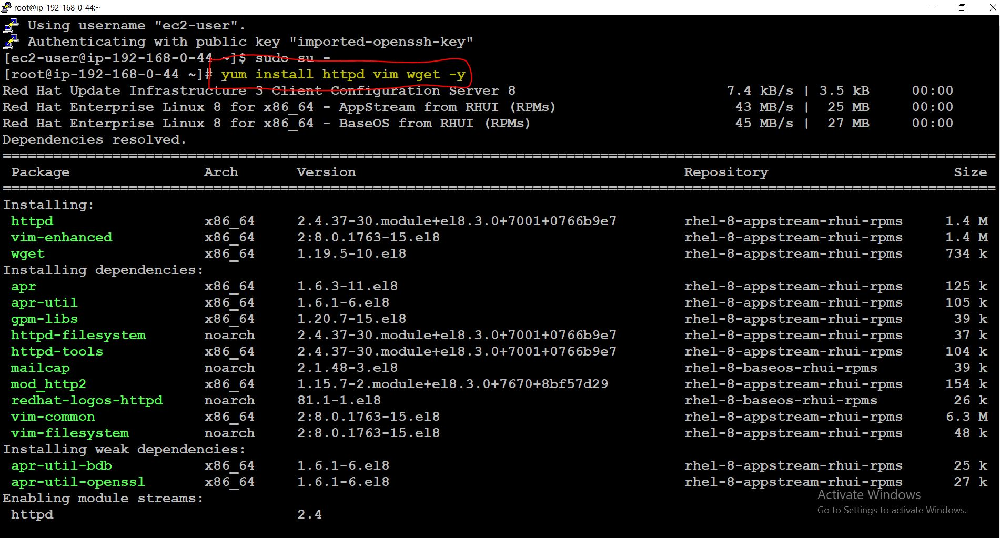 root@ip-192-168-0-44:~
Using username "ec2-user".
Authenticating with public key "imported-openssh-key"
[ec2-user@ip-192-168-0-44 ~]$ sudo su -
[root@ip-192-168-0-44 ~]# yum install httpd vim wget -y
Red Hat Update Infrastructure 3 Client Configuration Server 8 7.4 kB/s | 3.5 kB 00:00
Red Hat Enterprise Linux 8 for x86_64 - AppStream from RHUI (RPMs) 43 MB/s | 25 MB 00:00
Red Hat Enterprise Linux 8 for x86_64 - BaseOS from RHUI (RPMs) 45 MB/s | 27 MB 00:00
Dependencies resolved.
Package Arch Version Repository Size
Installing:
httpd x86_64 2.4.37-30.module+el8.3.0+7001+0766b9e7 rhel-8-appstream-rhui-rpms 1.4 M
vim-enhanced x86_64 2:8.0.1763-15.el8 rhel-8-appstream-rhui-rpms 1.4 M
wget x86_64 1.19.5-10.el8 rhel-8-appstream-rhui-rpms 734 k
Installing dependencies:
apr x86_64 1.6.3-11.el8 rhel-8-appstream-rhui-rpms 125 k
apr-util x86_64 1.6.1-6.el8 rhel-8-appstream-rhui-rpms 105 k
gpm-libs x86_64 1.20.7-15.el8 rhel-8-appstream-rhui-rpms 39 k
httpd-filesystem noarch 2.4.37-30.module+el8.3.0+7001+0766b9e7 rhel-8-appstream-rhui-rpms 37 k
httpd-tools x86_64 2.4.37-30.module+el8.3.0+7001+0766b9e7 rhel-8-appstream-rhui-rpms 104 k
mailcap noarch 2.1.48-3.el8 rhel-8-baseos-rhui-rpms 39 k
mod_http2 x86_64 1.15.7-2.module+el8.3.0+7670+8bf57d29 rhel-8-appstream-rhui-rpms 154 k
redhat-logos-httpd noarch 81.1-1.el8 rhel-8-baseos-rhui-rpms 26 k
vim-common x86_64 2:8.0.1763-15.el8 rhel-8-appstream-rhui-rpms 6.3 M
vim-filesystem noarch 2:8.0.1763-15.el8 rhel-8-appstream-rhui-rpms 48 k
Installing weak dependencies:
apr-util-bdb x86_64 1.6.1-6.el8 rhel-8-appstream-rhui-rpms 25 k
apr-util-openssl x86_64 1.6.1-6.el8 rhel-8-appstream-rhui-rpms 27 k
Enabling module streams:
httpd 2.4
Activate Windows
Go to Settings to activate Windows.